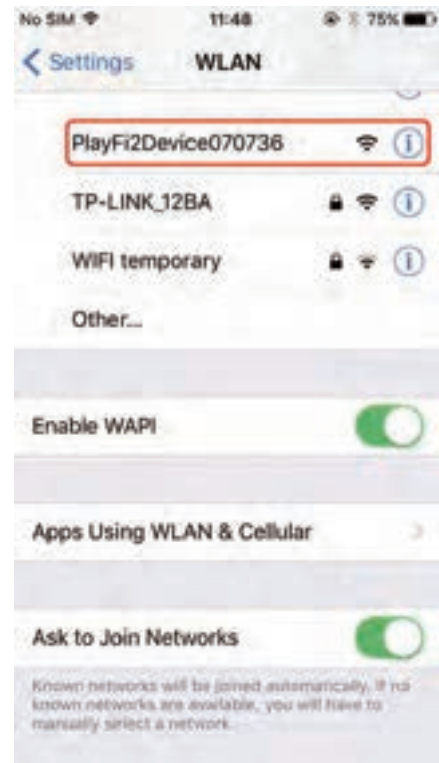 No SIM 11:48 75%
Settings WLAN
PlayFi2Device070736
TP-LINK_12BA
WIFI temporary
Other...
Enable WAPI
Apps Using WLAN & Cellular
Ask to Join Networks
Known networks will be joined automatically. If no
known networks are available, you will have to
manually select a network.